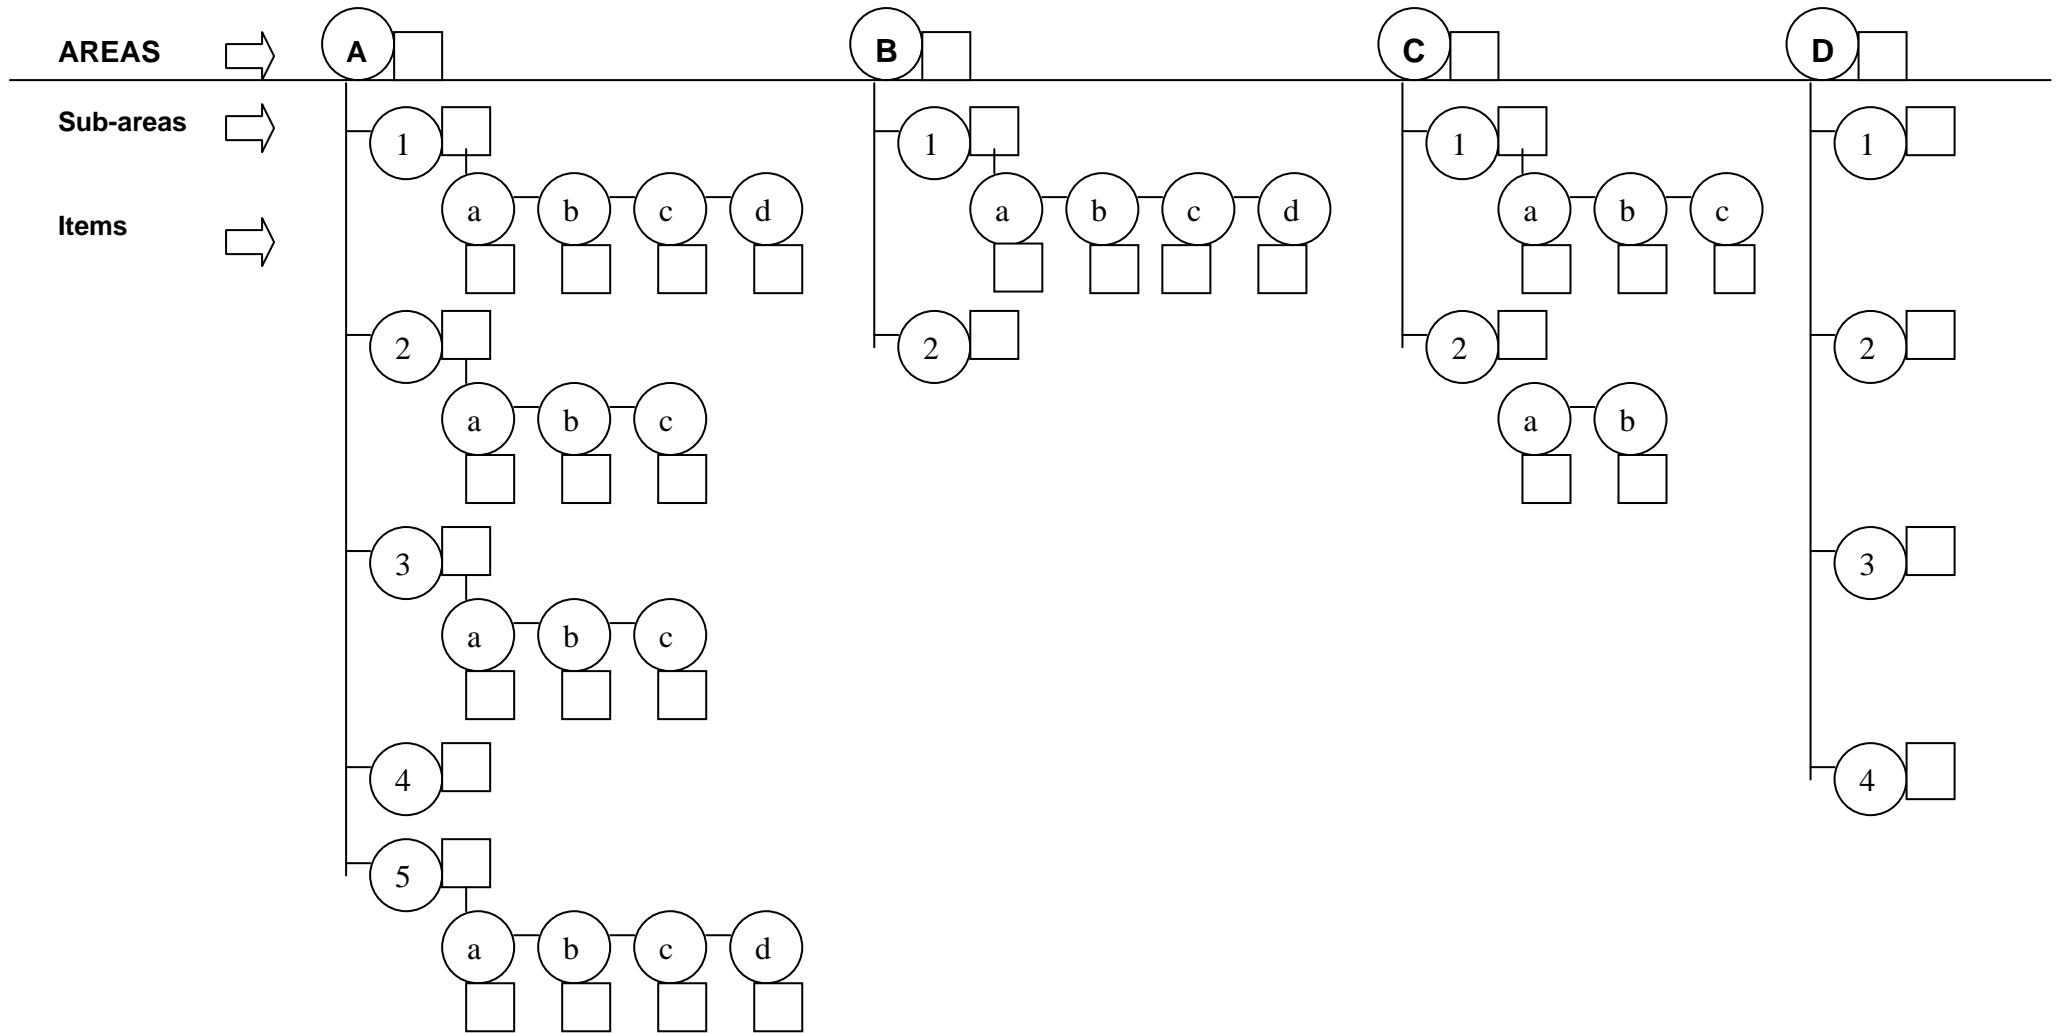 AREAS A B C D
Sub-areas 1 1 1 1
Items a b c d a b c d a b c
2 2 2 2
a b c a b
3 3
a b c
4 4
5
a b c d